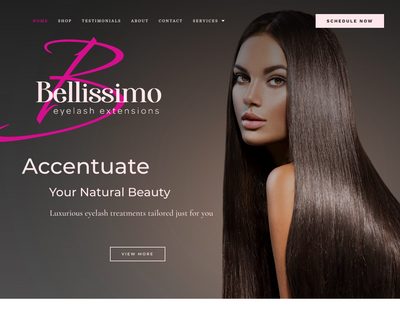 HOME SHOP TESTIMONIALS ABOUT CONTACT SERVICES SCHEDULE NOW
B
Bellissimo
eyelash extensions
Accentuate
Your Natural Beauty
Luxurious eyelash treatments tailored just for you
VIEW MORE